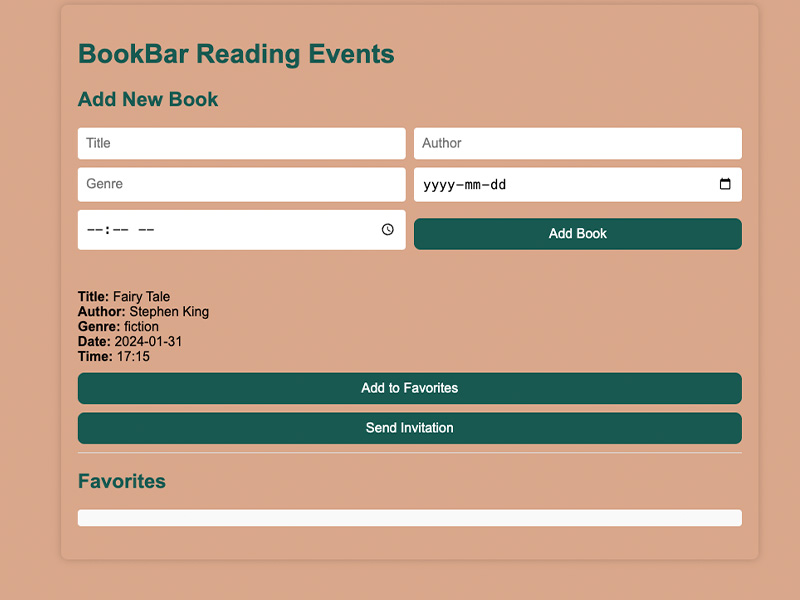 BookBar Reading Events
Add New Book
Title
Author
Genre
yyyy-mm-dd
--:-- --
Add Book
Title: Fairy Tale
Author: Stephen King
Genre: fiction
Date: 2024-01-31
Time: 17:15
Add to Favorites
Send Invitation
Favorites